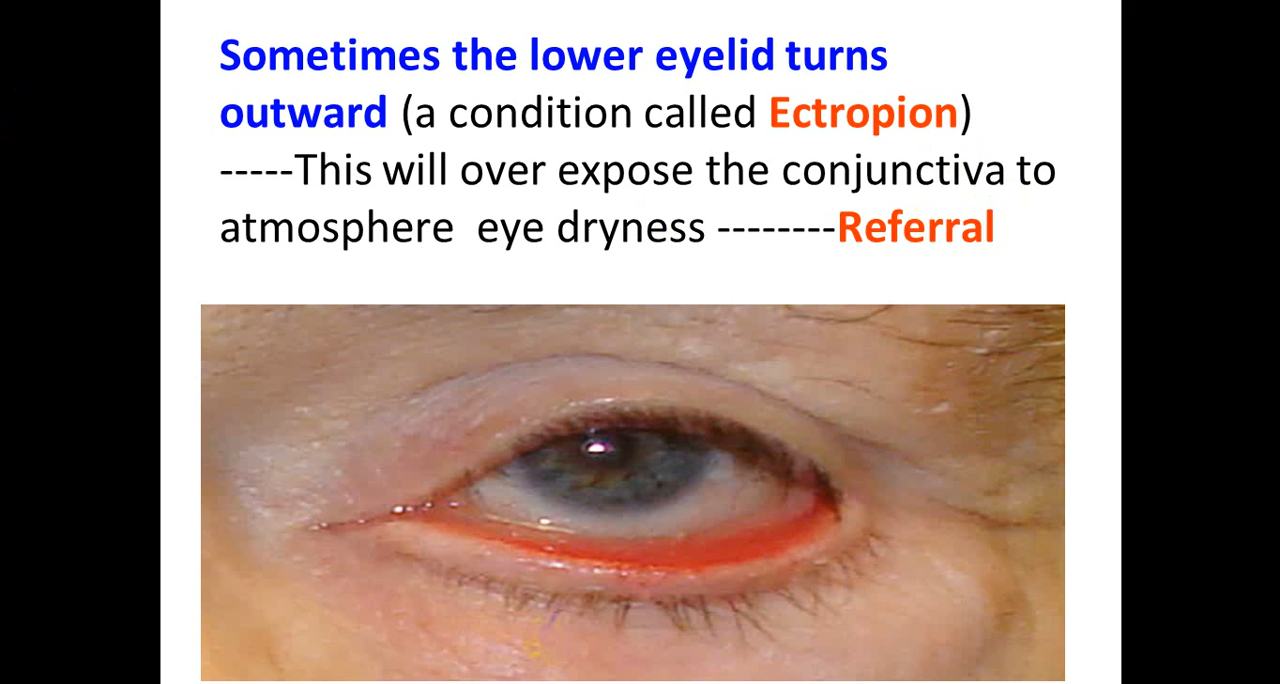 Sometimes the lower eyelid turns
outward (a condition called Ectropion)
-----This will over expose the conjunctiva to
atmosphere  eye dryness --------Referral